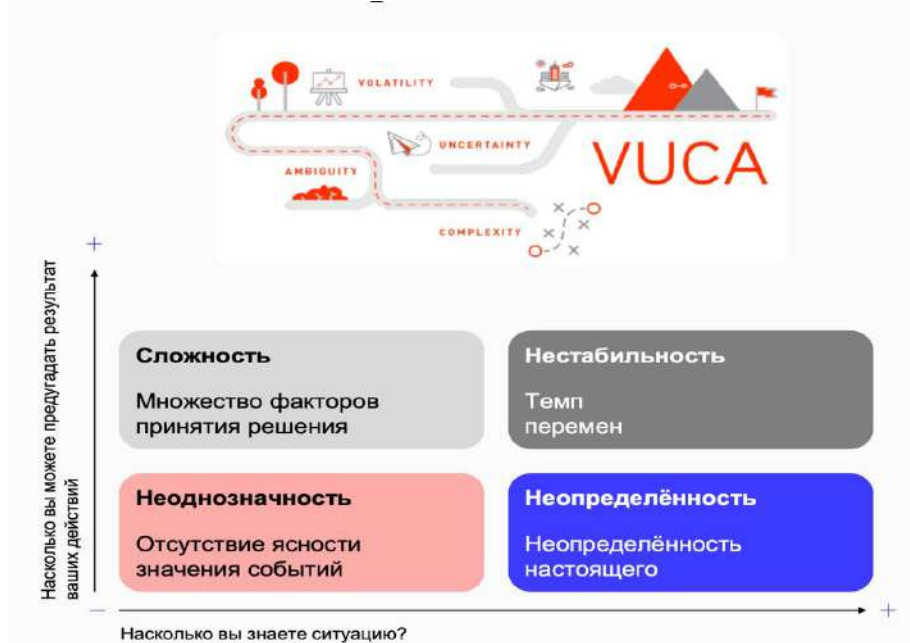 VOLATILITY
UNCERTAINTY
VUCA
AMBIGUITY
COMPLEXITY
+
Насколько вы можете предугадать результат
ваших действий
Сложность
Множество факторов
принятия решения
Нестабильность
Темп
перемен
Неоднозначность
Отсутствие ясности
значения событий
Неопределённость
Неопределённость
настоящего
–
+
Насколько вы знаете ситуацию?